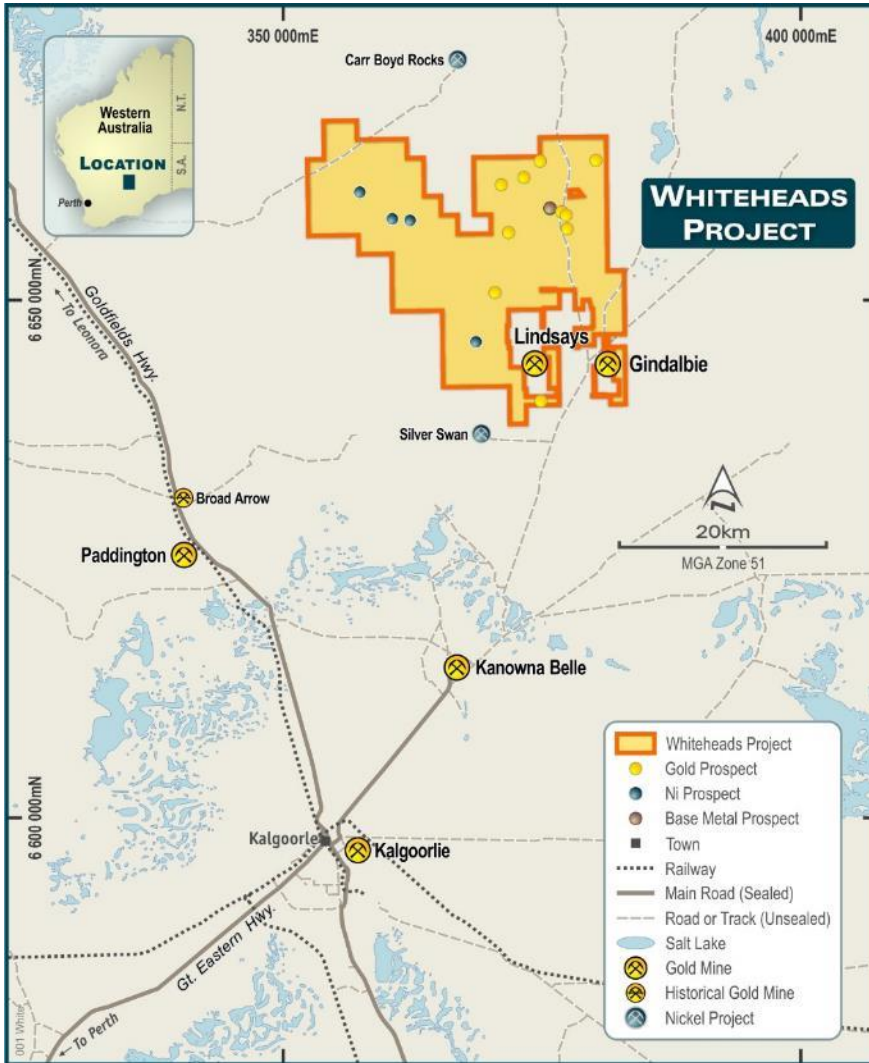 350 000mE
400 000mE
Carr Boyd Rocks
Western
Australia
N.T.
S.A.
LOCATION
Perth
WHITEHEADS
PROJECT
6 650 000mN
To Leonora
Goldfields Hwy.
Lindsays
Gindalbie
Silver Swan
Broad Arrow
Paddington
N
20km
MGA Zone 51
Kanowna Belle
6 600 000mN
Kalgoorle
Kalgoorlie
Gt. Eastern Hwy.
To Perth
001 White
Whiteheads Project
Gold Prospect
Ni Prospect
Base Metal Prospect
Town
Railway
Main Road (Sealed)
Road or Track (Unsealed)
Salt Lake
Gold Mine
Historical Gold Mine
Nickel Project